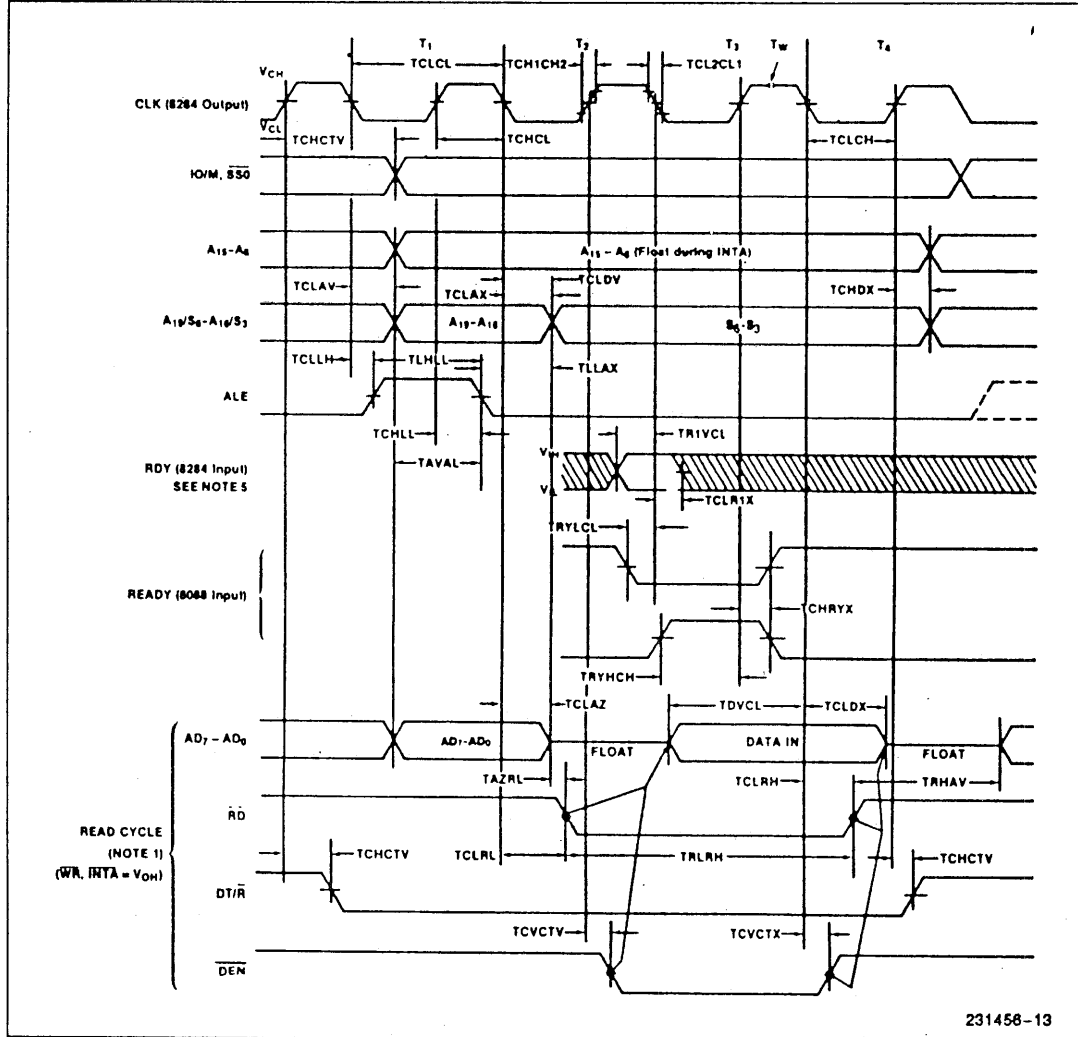 T1 T2 T3 TW T4
TCLCL TCH1CH2 TCL2CL1
VCH
CLK (8284 Output)
VCL
TCHCTV TCHCL TCLCH
IO/M, SS0
A15-A8 A15 - A8 (Float during INTA)
TCLDV
TCLAV TCLAX TCHDX
A19/S6-A16/S3 A19-A16 S6-S3
TCLLH TLHLL TLLAX
ALE
TCHLL TR1VCL
TAVAL VIH
RDY (8284 Input)
SEE NOTE 5 VIL
TCLR1X
TRYLCL
READY (8088 Input) TCHRYX
TRYHCH
TCLAZ TDVCL TCLDX
AD7 - AD0 AD7-AD0 FLOAT DATA IN FLOAT
TAZRL TCLRH TRHAV
RD
READ CYCLE
(NOTE 1)
(WR, INTA = VOH)
TCHCTV TCLRL TRLRH TCHCTV
DT/R
TCVCTV TCVCTX
DEN
231456-13